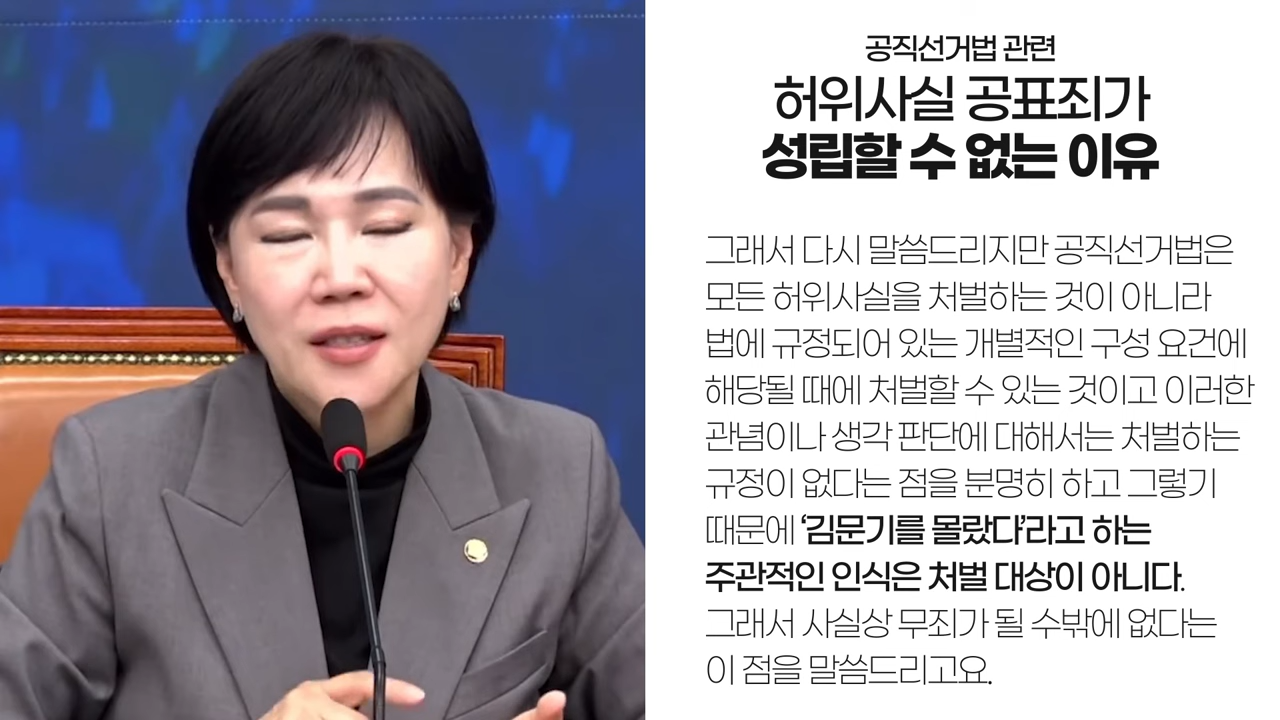 공직선거법 관련
허위사실 공표죄가
성립할 수 없는 이유
그래서 다시 말씀드리지만 공직선거법은
모든 허위사실을 처벌하는 것이 아니라
법에 규정되어 있는 개별적인 구성 요건에
해당될 때에 처벌할 수 있는 것이고 이러한
관념이나 생각 판단에 대해서는 처벌하는
규정이 없다는 점을 분명히 하고 그렇기
때문에 ‘김문기를 몰랐다’라고 하는
주관적인 인식은 처벌 대상이 아니다.
그래서 사실상 무죄가 될 수밖에 없다는
이 점을 말씀드리고요.